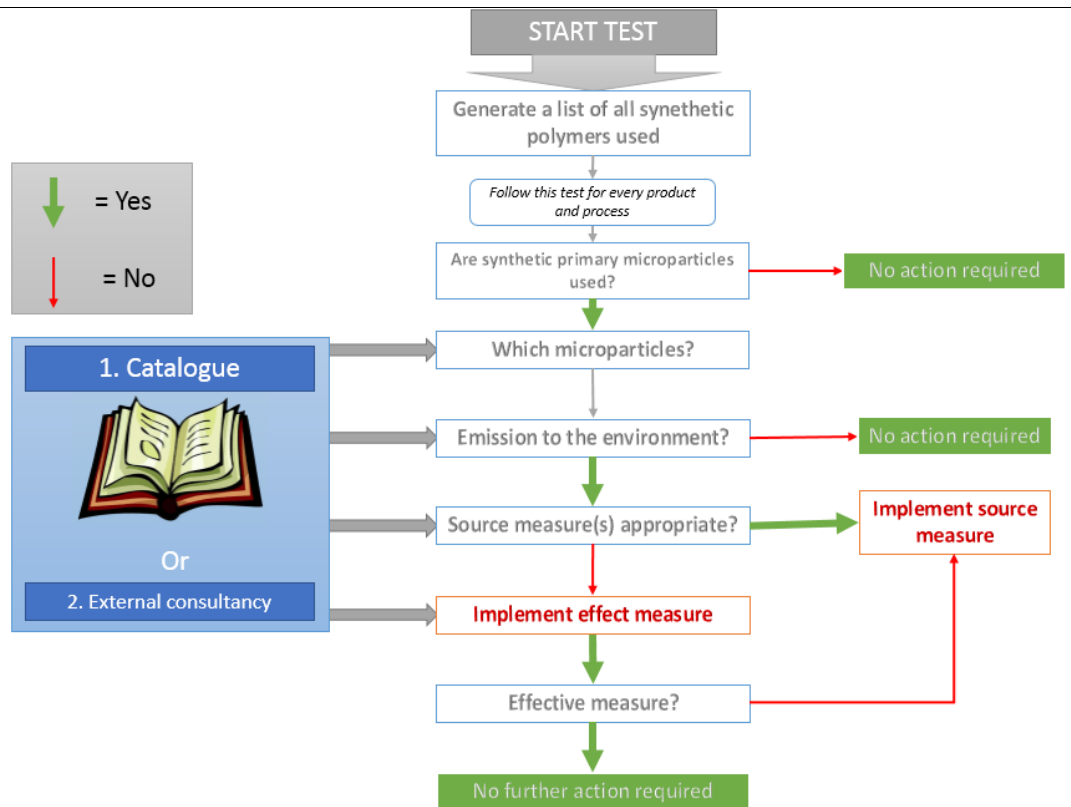 START TEST
Generate a list of all synethetic
polymers used
Follow this test for every product
and process
= Yes
= No
Are synthetic primary microparticles
used?
No action required
1. Catalogue
Or
2. External consultancy
Which microparticles?
Emission to the environment?
No action required
Source measure(s) appropriate?
Implement source
measure
Implement effect measure
Effective measure?
No further action required